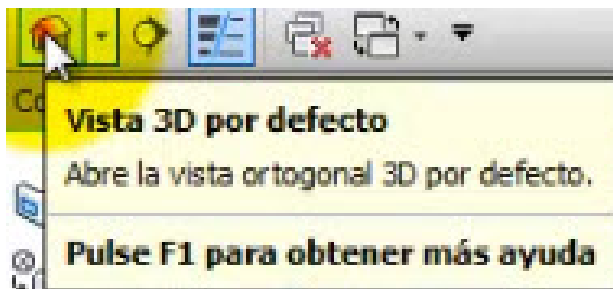 Vista 3D por defecto
Abre la vista ortogonal 3D por defecto.
Pulse F1 para obtener más ayuda